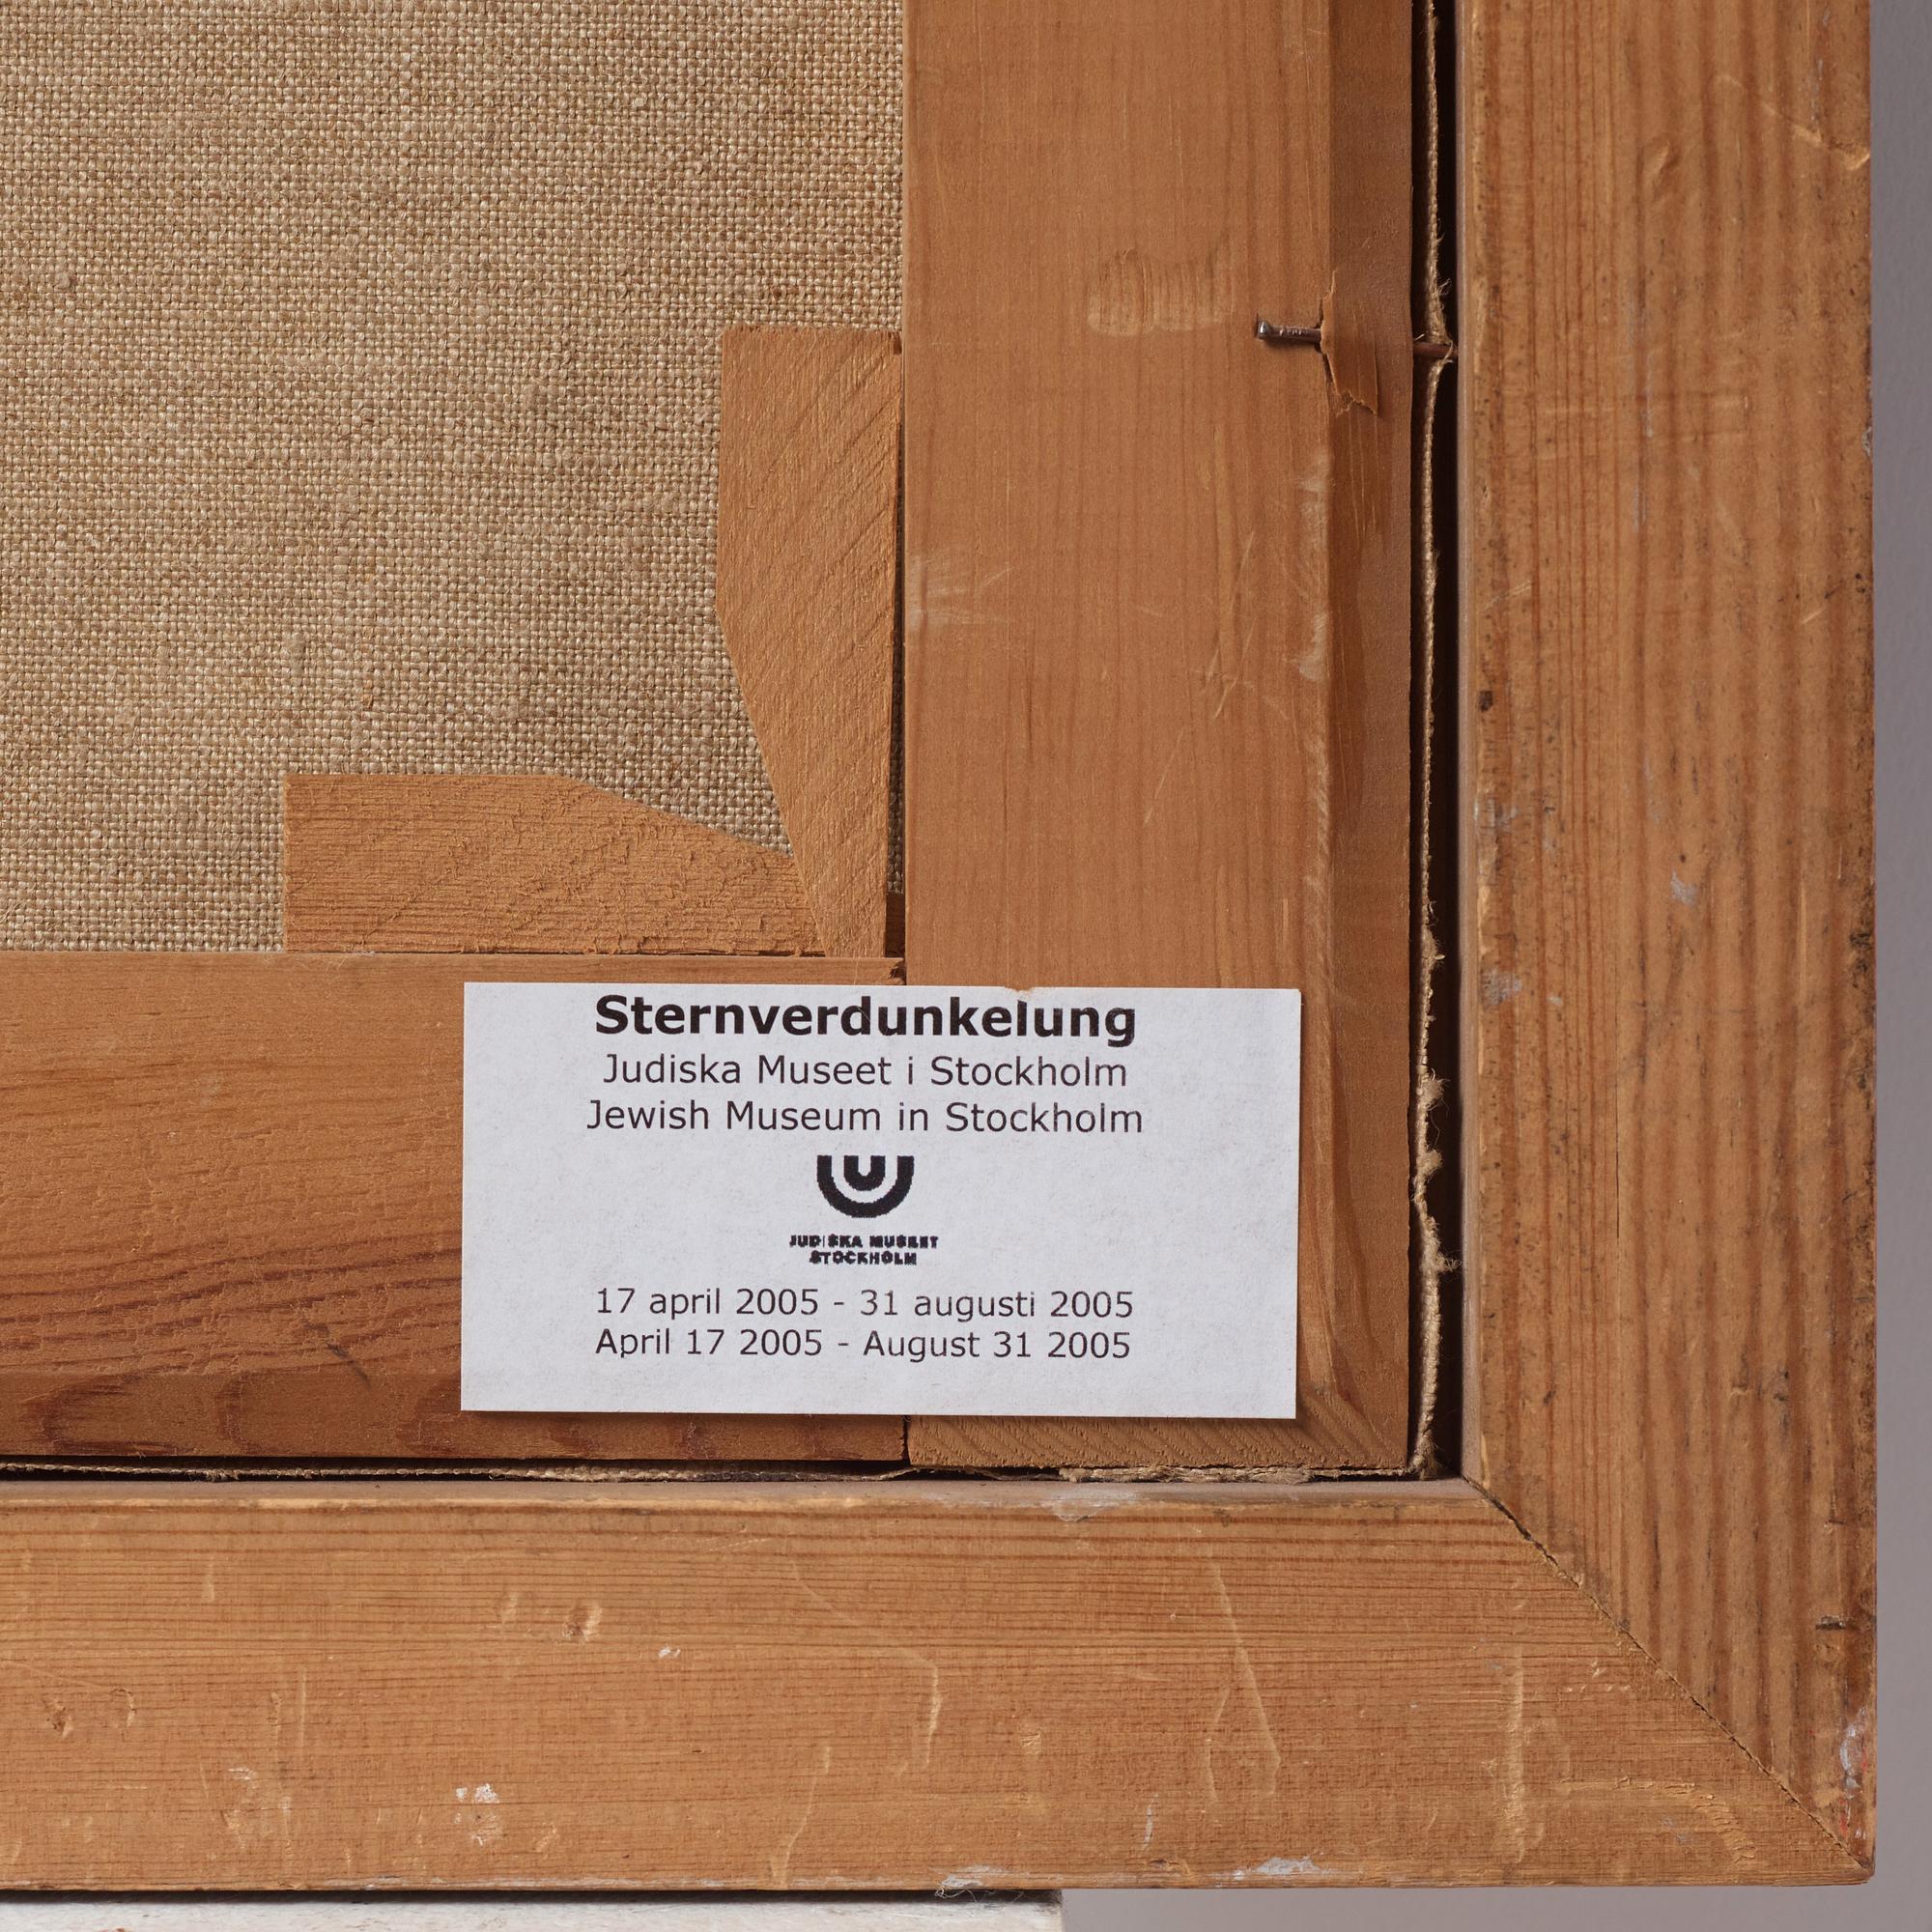 Sternverdunkelung
Judiska Museet i Stockholm
Jewish Museum in Stockholm
JUDISKA MUSEET
STOCKHOLM
17 april 2005 - 31 augusti 2005
April 17 2005 - August 31 2005